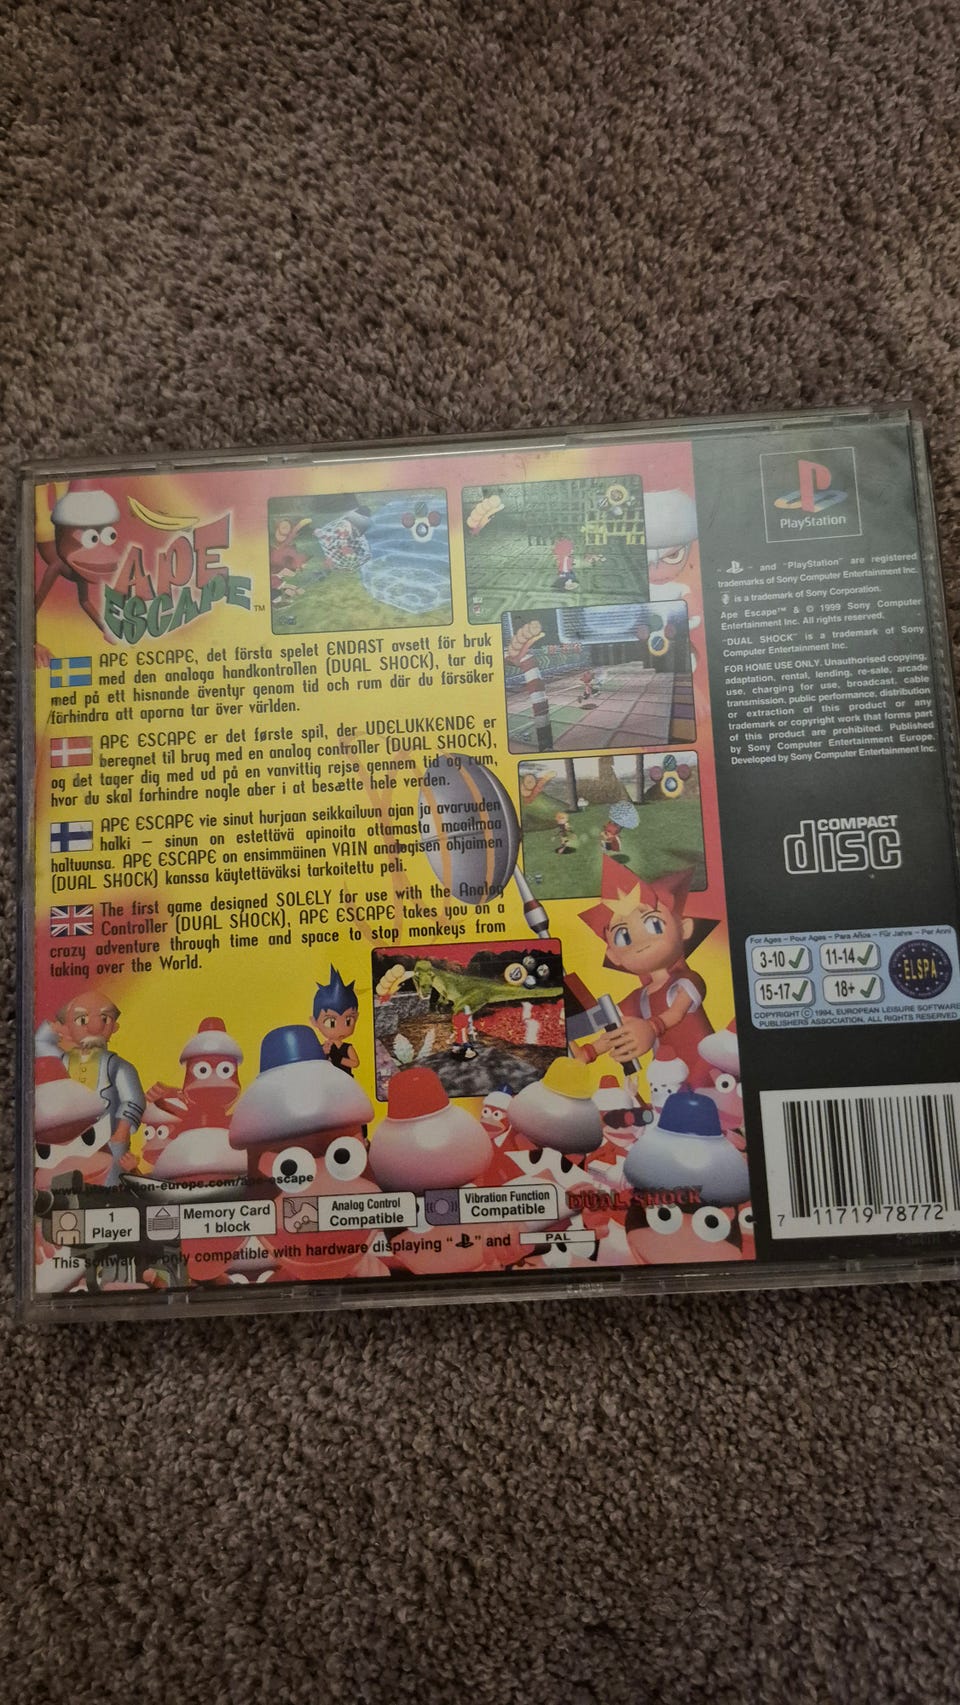 APE
ESCAPE™
APE ESCAPE, det första spelet ENDAST avsett för bruk
med den analoga handkontrollen (DUAL SHOCK), tar dig
med på ett hisnande äventyr genom tid och rum där du försöker
förhindra att aporna tar över världen.
APE ESCAPE er det første spil, der UDELUKKENDE er
beregnet til brug med en analog controller (DUAL SHOCK),
og det tager dig med ud på en vanvittig rejse gennem tid og rum,
hvor du skal forhindre nogle aber i at besætte hele verden.
APE ESCAPE vie sinut hurjaan seikkailuun ajan ja avaruuden
halki – sinun on estettävä apinoita ottamasta maailmaa
haltuunsa. APE ESCAPE on ensimmäinen VAIN analogisen ohjaimen
(DUAL SHOCK) kanssa käytettäväksi tarkoitettu peli.
The first game designed SOLELY for use with the Analog
Controller (DUAL SHOCK), APE ESCAPE takes you on a
crazy adventure through time and space to stop monkeys from
taking over the World.
www.playstation-europe.com/ape-escape
1
Player
Memory Card
1 block
Analog Control
Compatible
Vibration Function
Compatible
DUAL SHOCK
This software is only compatible with hardware displaying " " and PAL
PlayStation
" " and "PlayStation" are registered
trademarks of Sony Computer Entertainment Inc.
is a trademark of Sony Corporation.
Ape Escape™ & © 1999 Sony Computer
Entertainment Inc. All rights reserved.
"DUAL SHOCK" is a trademark of Sony
Computer Entertainment Inc.
FOR HOME USE ONLY. Unauthorised copying,
adaptation, rental, lending, re-sale, arcade
use, charging for use, broadcast, cable
transmission, public performance, distribution
or extraction of this product or any
trademark or copyright work that forms part
of this product are prohibited. Published
by Sony Computer Entertainment Europe.
Developed by Sony Computer Entertainment Inc.
COMPACT
disc
For Ages – Pour Ages – Para Años – Für Jahre – Per Anni
3-10 ✓ 11-14 ✓
15-17 ✓ 18+ ✓
ELSPA
COPYRIGHT © 1994, EUROPEAN LEISURE SOFTWARE
PUBLISHERS ASSOCIATION. ALL RIGHTS RESERVED
7 11719 78772